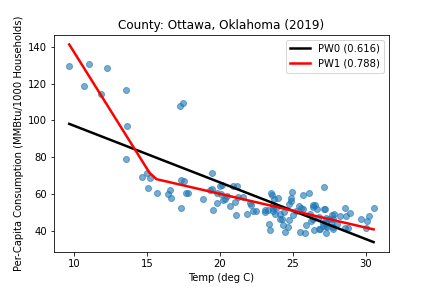 County: Ottawa, Oklahoma (2019)
PW0 (0.616)
PW1 (0.788)
Per-Capita Consumption (MMBtu/1000 Households)
140
120
100
80
60
40
10 15 20 25 30
Temp (deg C)